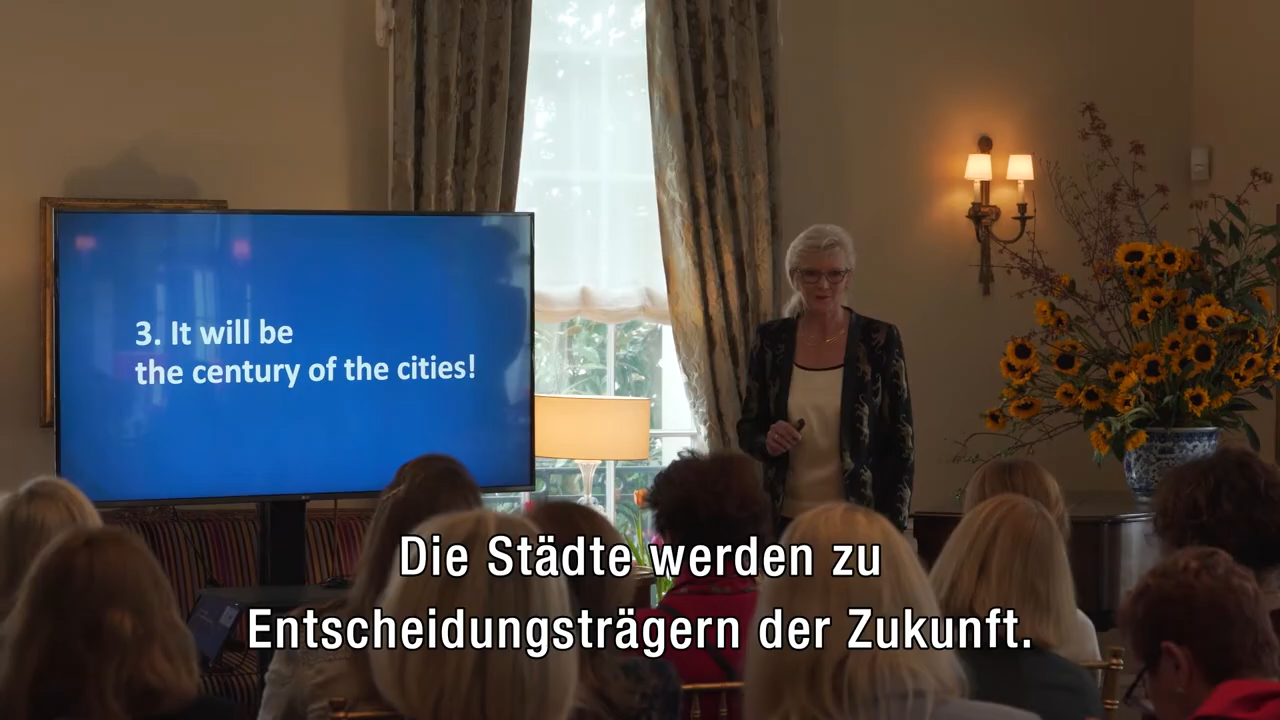 3. It will be
the century of the cities!
Die Städte werden zu
Entscheidungsträgern der Zukunft.